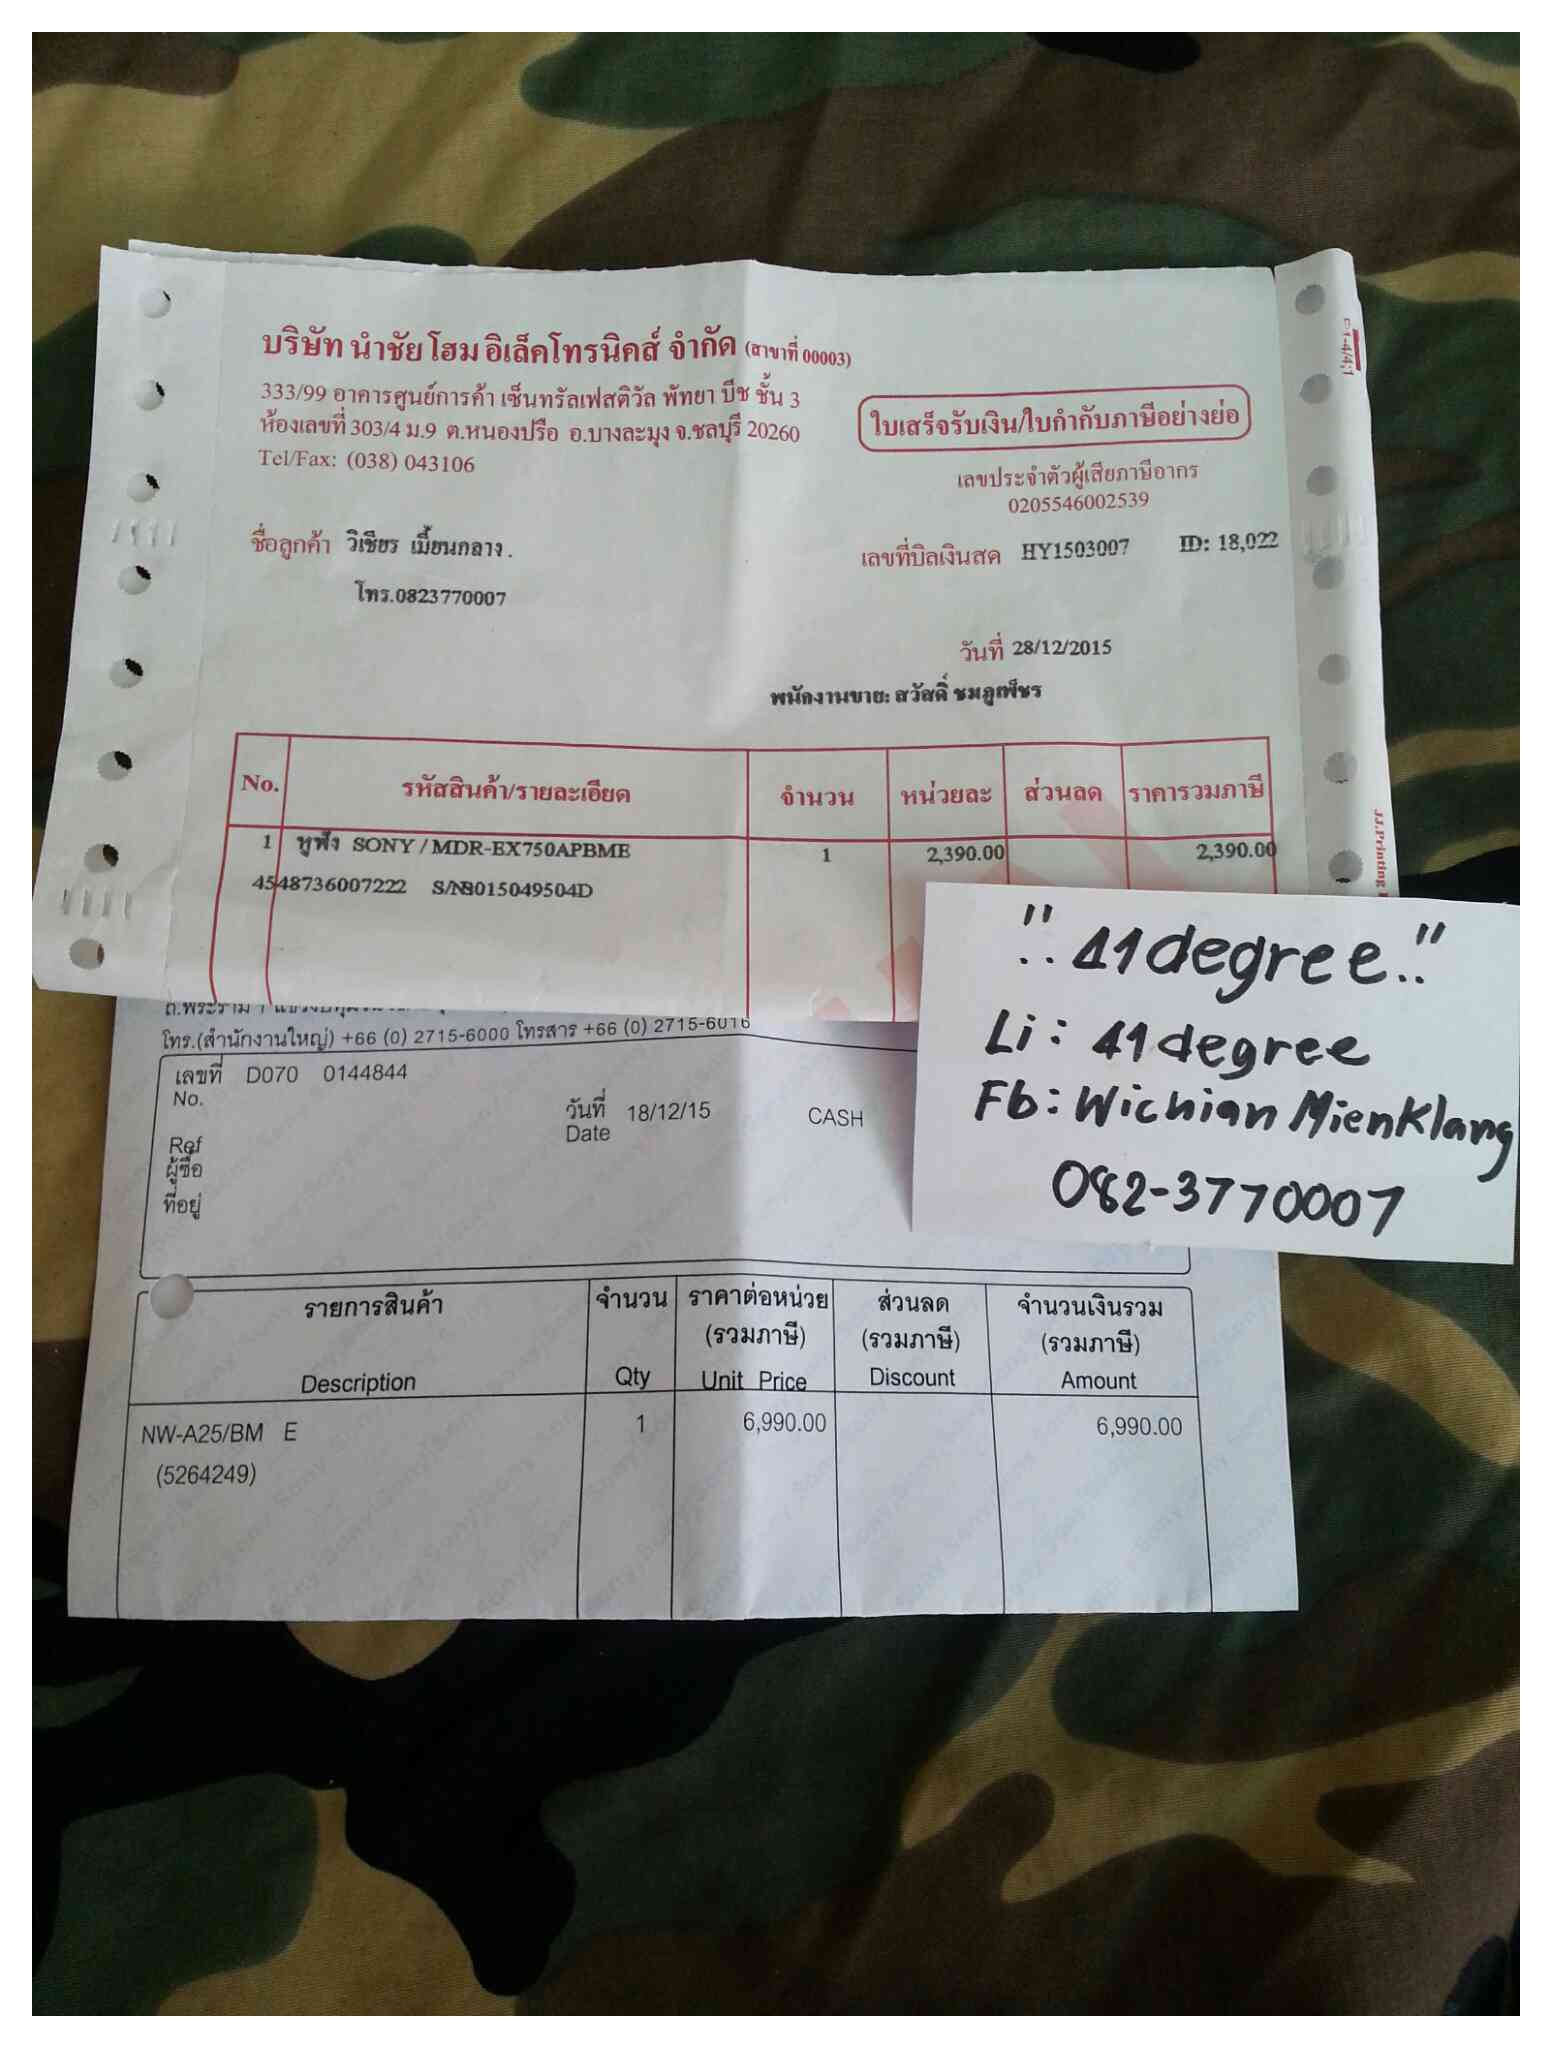 บริษัท นำชัย โฮม อิเล็คโทรนิคส์ จำกัด (สาขาที่ 00003)
333/99 อาคารศูนย์การค้า เซ็นทรัลเฟสติวัล พัทยา บีช ชั้น 3
ห้องเลขที่ 303/4 ม.9 ต.หนองปรือ อ.บางละมุง จ.ชลบุรี 20260
Tel/Fax: (038) 043106
ใบเสร็จรับเงิน/ใบกำกับภาษีอย่างย่อ
เลขประจำตัวผู้เสียภาษีอากร
0205546002539
ชื่อลูกค้า วิเชียร เมี้ยนกลาง.
โทร.0823770007
เลขที่บิลเงินสด HY1503007 ID: 18,022
วันที่ 28/12/2015
พนักงานขาย: สวัสดิ์ ชมภูเพ็ชร
No. รหัสสินค้า/รายละเอียด จำนวน หน่วยละ ส่วนลด ราคารวมภาษี
1 หูฟัง SONY / MDR-EX750APBME 1 2,390.00 2,390.00
4548736007222 S/N3015049504D
JJ.Printing
".. 41degree.."
Li : 41degree
Fb : Wichian Mienklang
082-3770007
โทร.(สำนักงานใหญ่) +66 (0) 2715-6000 โทรสาร +66 (0) 2715-6016
เลขที่ D070 0144844
No.
วันที่ 18/12/15 CASH
Date
Ref
ผู้ซื้อ
ที่อยู่
รายการสินค้า จำนวน ราคาต่อหน่วย ส่วนลด จำนวนเงินรวม
(รวมภาษี) (รวมภาษี) (รวมภาษี)
Description Qty Unit Price Discount Amount
NW-A25/BM E 1 6,990.00 6,990.00
(5264249)